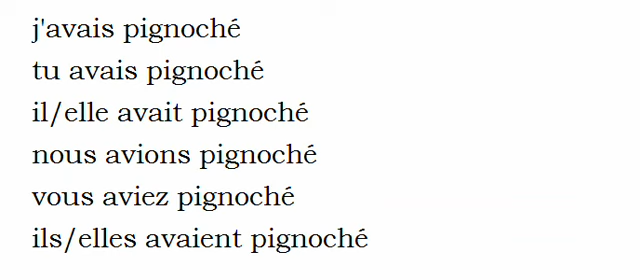 j'avais pignoché
tu avais pignoché
il/elle avait pignoché
nous avions pignoché
vous aviez pignoché
ils/elles avaient pignoché